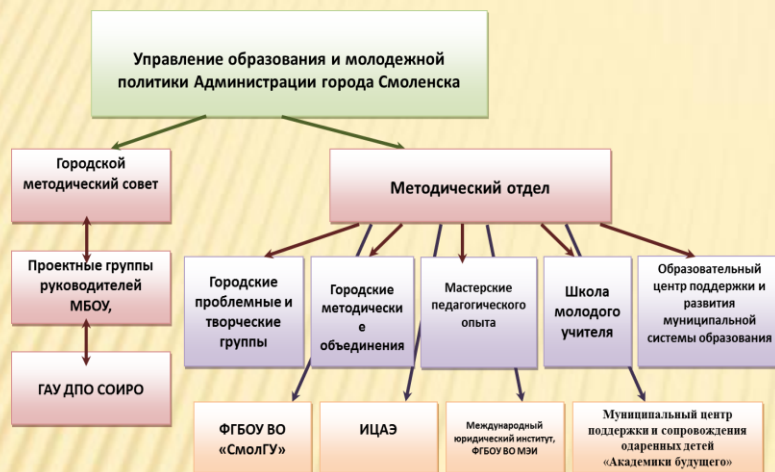 Управление образования и молодежной
политики Администрации города Смоленска
Городской
методический совет
Методический отдел
Проектные группы
руководителей
МБОУ,
Городские
проблемные и
творческие
группы
Городские
методически
е
объединения
Мастерские
педагогического
опыта
Школа
молодого
учителя
Образовательный
центр поддержки и
развития
муниципальной
системы образования
ГАУ ДПО СОИРО
ФГБОУ ВО
«СмолГУ»
ИЦАЭ
Международный
юридический институт,
ФГБОУ ВО МЭИ
Муниципальный центр
поддержки и сопровождения
одаренных детей
«Академики будущего»